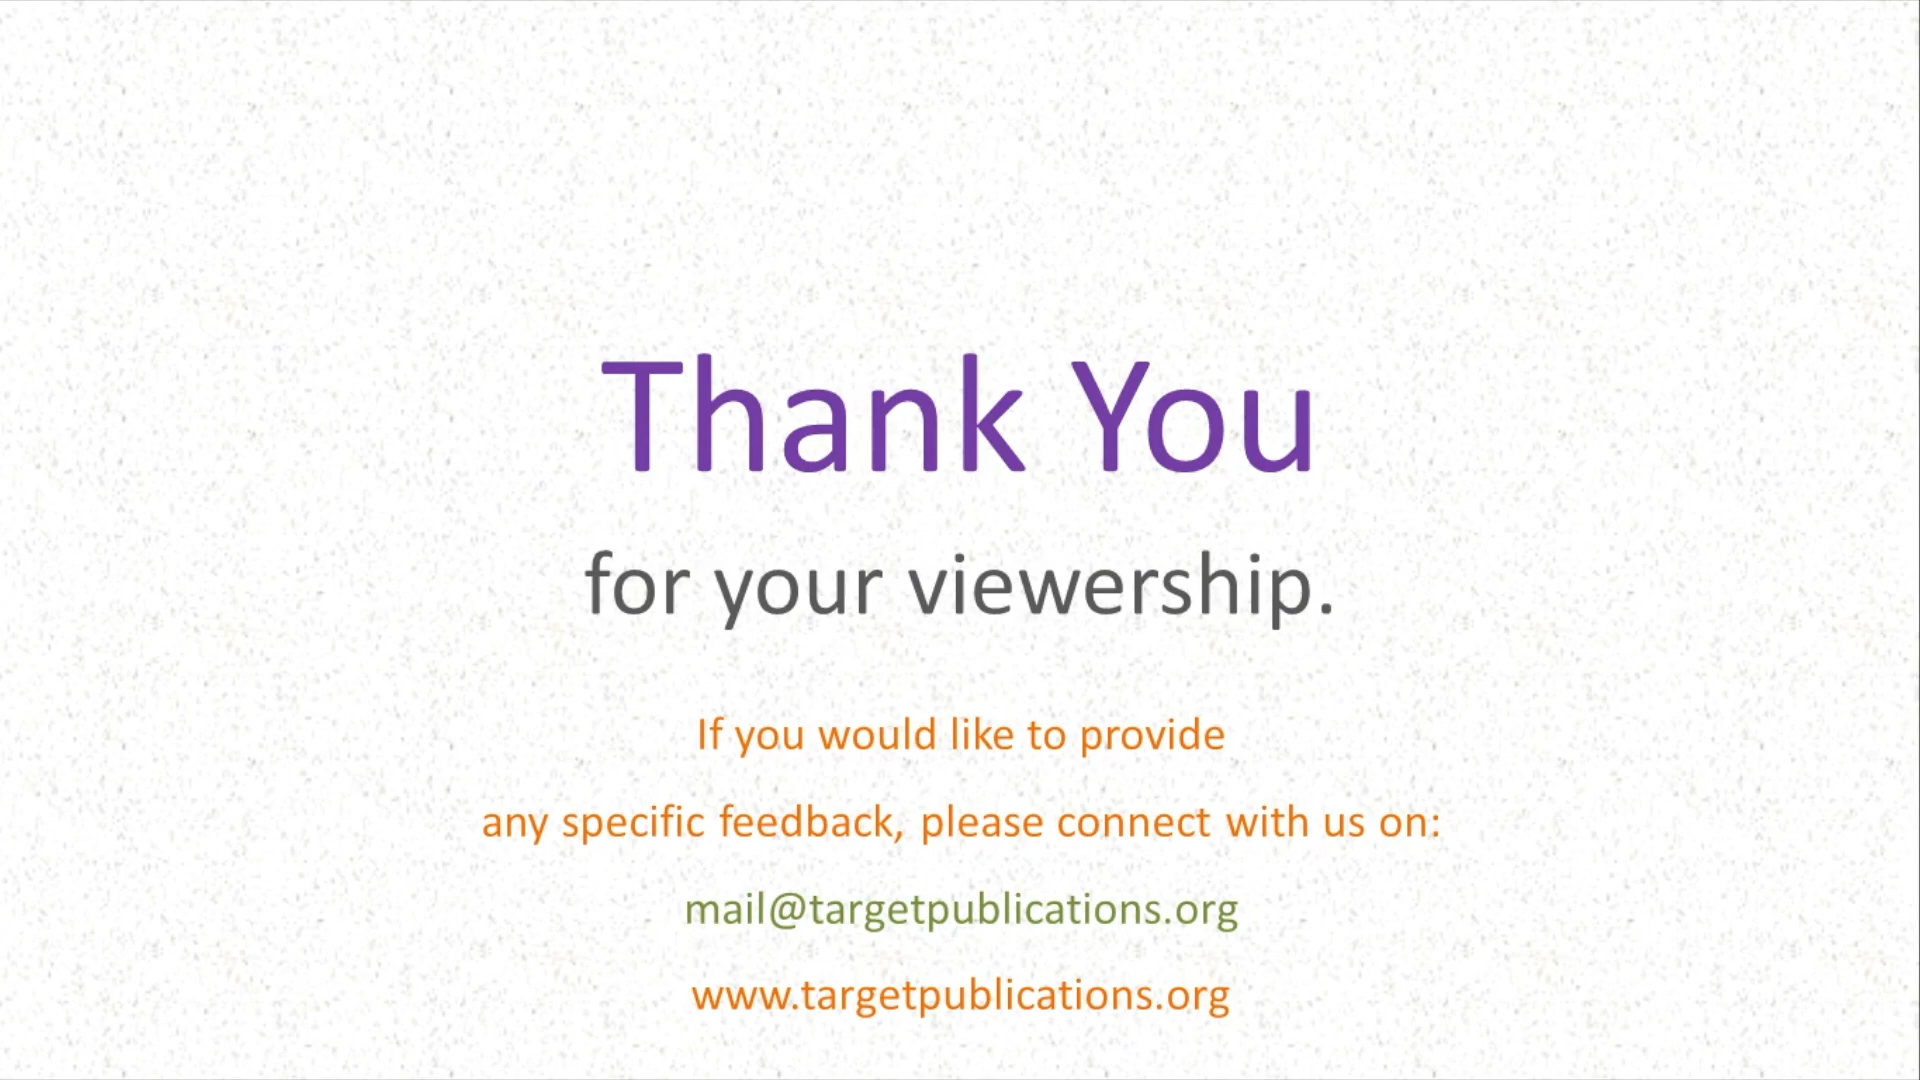 Thank You
for your viewership.
If you would like to provide
any specific feedback, please connect with us on:
mail@targetpublications.org
www.targetpublications.org